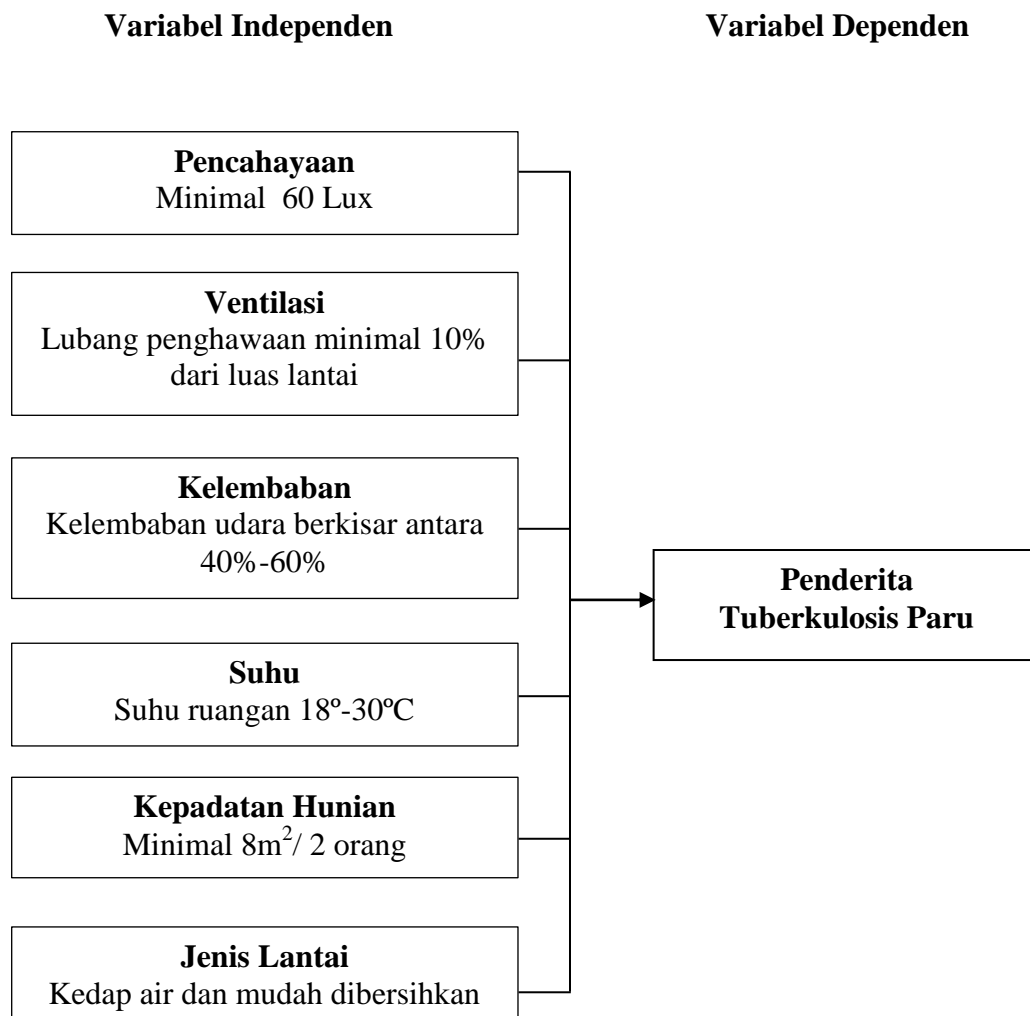 Variabel Independen
Variabel Dependen
Pencahayaan
Minimal 60 Lux
Ventilasi
Lubang penghawaan minimal 10%
dari luas lantai
Kelembaban
Kelembaban udara berkisar antara
40%-60%
Suhu
Suhu ruangan 18º-30ºC
Kepadatan Hunian
Minimal 8m²/ 2 orang
Jenis Lantai
Kedap air dan mudah dibersihkan
Penderita
Tuberkulosis Paru